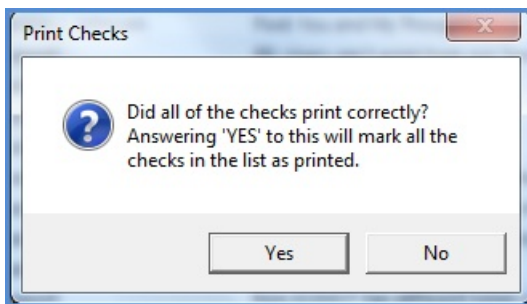 Print Checks
Did all of the checks print correctly?
Answering 'YES' to this will mark all the
checks in the list as printed.
Yes
No